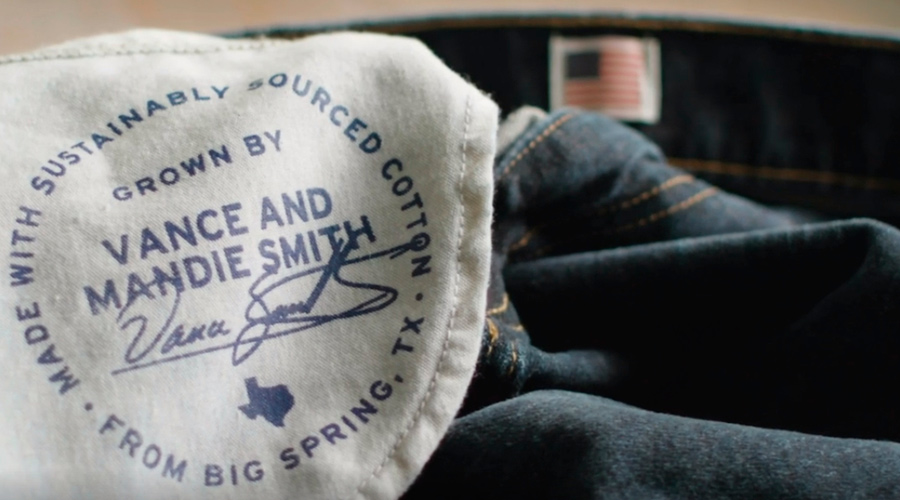 MADE WITH SUSTAINABLY SOURCED COTTON
GROWN BY
VANCE AND
MANDIE SMITH
Vance Smith
• FROM BIG SPRING, TX •